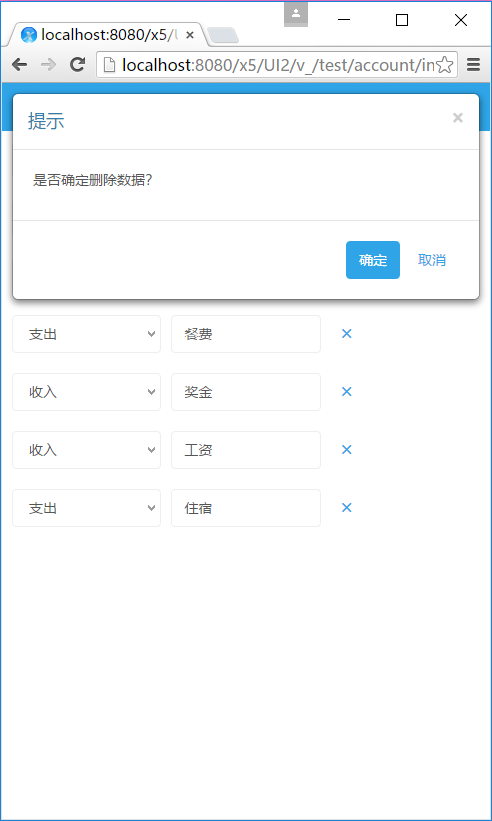 localhost:8080/x5/
localhost:8080/x5/UI2/v_/test/account/in
提示
×
是否确定删除数据?
确定 取消
支出 餐费 ×
收入 奖金 ×
收入 工资 ×
支出 住宿 ×